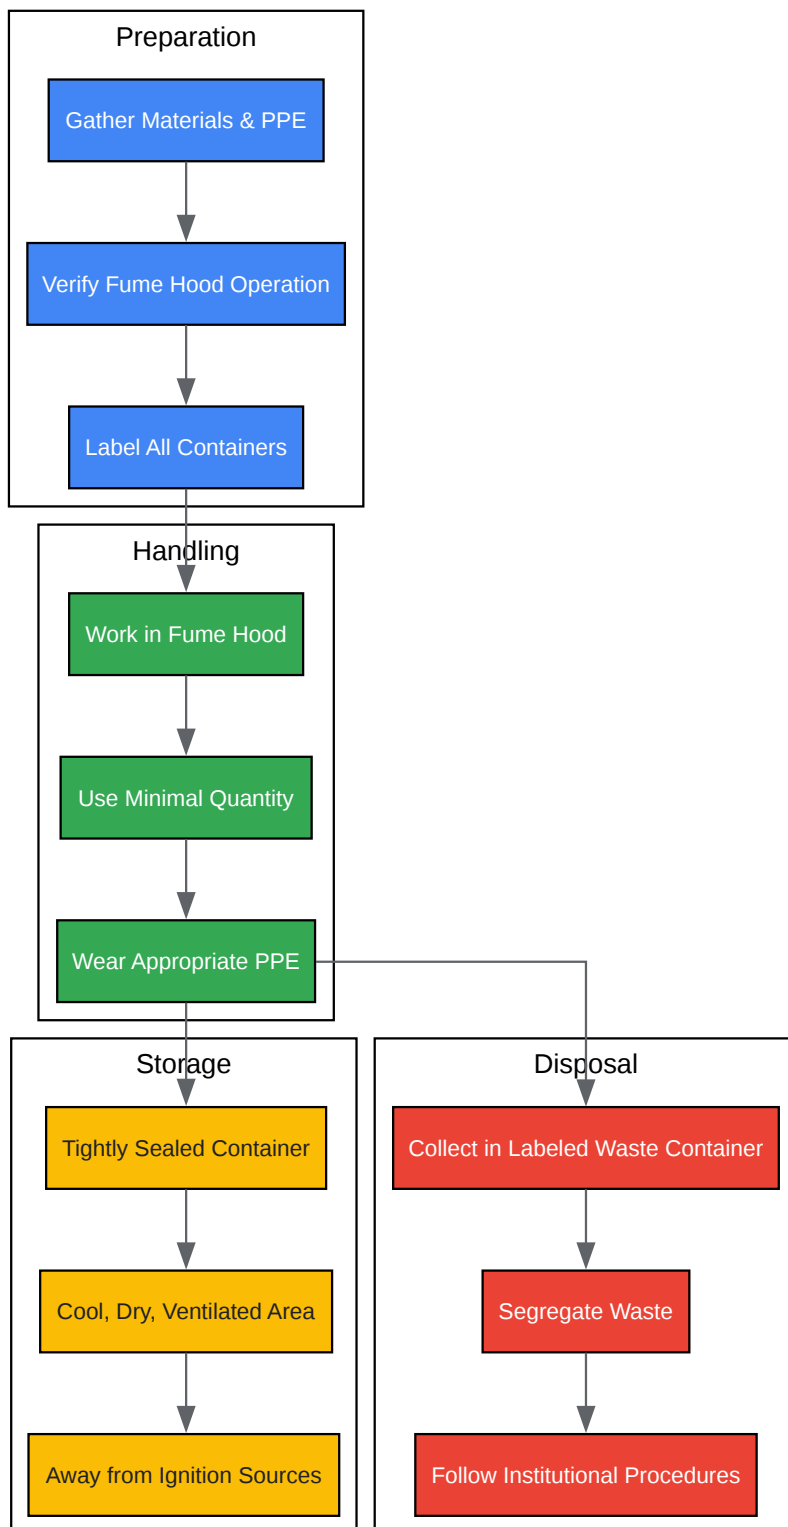 Preparation
Gather Materials & PPE
Verify Fume Hood Operation
Label All Containers
Handling
Work in Fume Hood
Use Minimal Quantity
Wear Appropriate PPE
Storage
Tightly Sealed Container
Cool, Dry, Ventilated Area
Away from Ignition Sources
Disposal
Collect in Labeled Waste Container
Segregate Waste
Follow Institutional Procedures